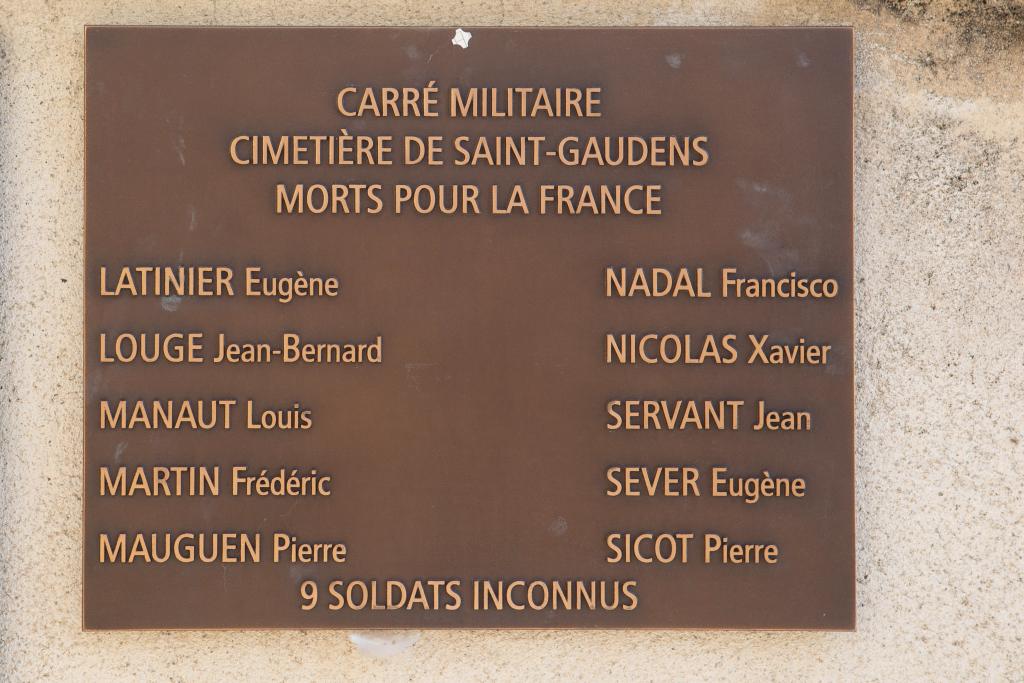 CARRÉ MILITAIRE
CIMETIÈRE DE SAINT-GAUDENS
MORTS POUR LA FRANCE
LATINIER Eugène
LOUGE Jean-Bernard
MANAUT Louis
MARTIN Frédéric
MAUGUEN Pierre
NADAL Francisco
NICOLAS Xavier
SERVANT Jean
SEVER Eugène
SICOT Pierre
9 SOLDATS INCONNUS